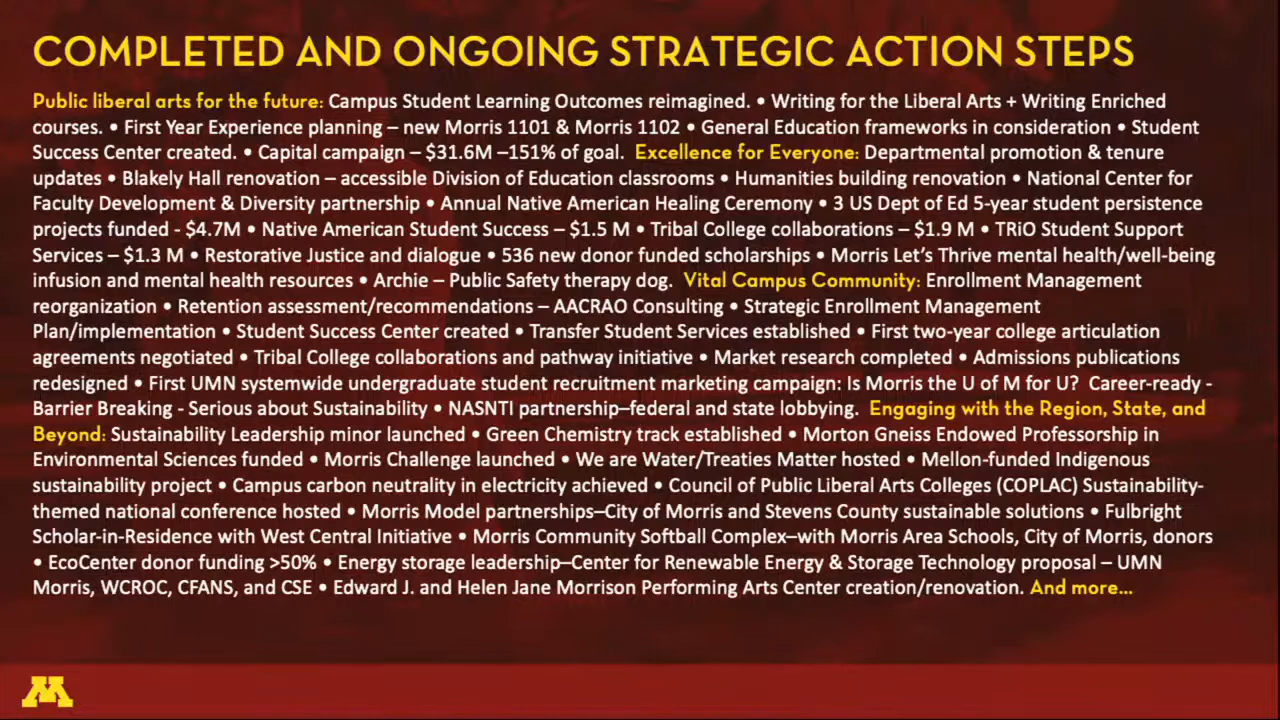 COMPLETED AND ONGOING STRATEGIC ACTION STEPS
Public liberal arts for the future: Campus Student Learning Outcomes reimagined. • Writing for the Liberal Arts + Writing Enriched
courses. • First Year Experience planning – new Morris 1101 & Morris 1102 • General Education frameworks in consideration • Student
Success Center created. • Capital campaign – $31.6M –151% of goal. Excellence for Everyone: Departmental promotion & tenure
updates • Blakely Hall renovation – accessible Division of Education classrooms • Humanities building renovation • National Center for
Faculty Development & Diversity partnership • Annual Native American Healing Ceremony • 3 US Dept of Ed 5-year student persistence
projects funded - $4.7M • Native American Student Success – $1.5 M • Tribal College collaborations – $1.9 M • TRiO Student Support
Services – $1.3 M • Restorative Justice and dialogue • 536 new donor funded scholarships • Morris Let’s Thrive mental health/well-being
infusion and mental health resources • Archie – Public Safety therapy dog. Vital Campus Community: Enrollment Management
reorganization • Retention assessment/recommendations – AACRAO Consulting • Strategic Enrollment Management
Plan/implementation • Student Success Center created • Transfer Student Services established • First two-year college articulation
agreements negotiated • Tribal College collaborations and pathway initiative • Market research completed • Admissions publications
redesigned • First UMN systemwide undergraduate student recruitment marketing campaign: Is Morris the U of M for U? Career-ready -
Barrier Breaking - Serious about Sustainability • NASNTI partnership–federal and state lobbying. Engaging with the Region, State, and
Beyond: Sustainability Leadership minor launched • Green Chemistry track established • Morton Gneiss Endowed Professorship in
Environmental Sciences funded • Morris Challenge launched • We are Water/Treaties Matter hosted • Mellon-funded Indigenous
sustainability project • Campus carbon neutrality in electricity achieved • Council of Public Liberal Arts Colleges (COPLAC) Sustainability-
themed national conference hosted • Morris Model partnerships–City of Morris and Stevens County sustainable solutions • Fulbright
Scholar-in-Residence with West Central Initiative • Morris Community Softball Complex–with Morris Area Schools, City of Morris, donors
• EcoCenter donor funding >50% • Energy storage leadership–Center for Renewable Energy & Storage Technology proposal – UMN
Morris, WCROC, CFANS, and CSE • Edward J. and Helen Jane Morrison Performing Arts Center creation/renovation. And more...
M